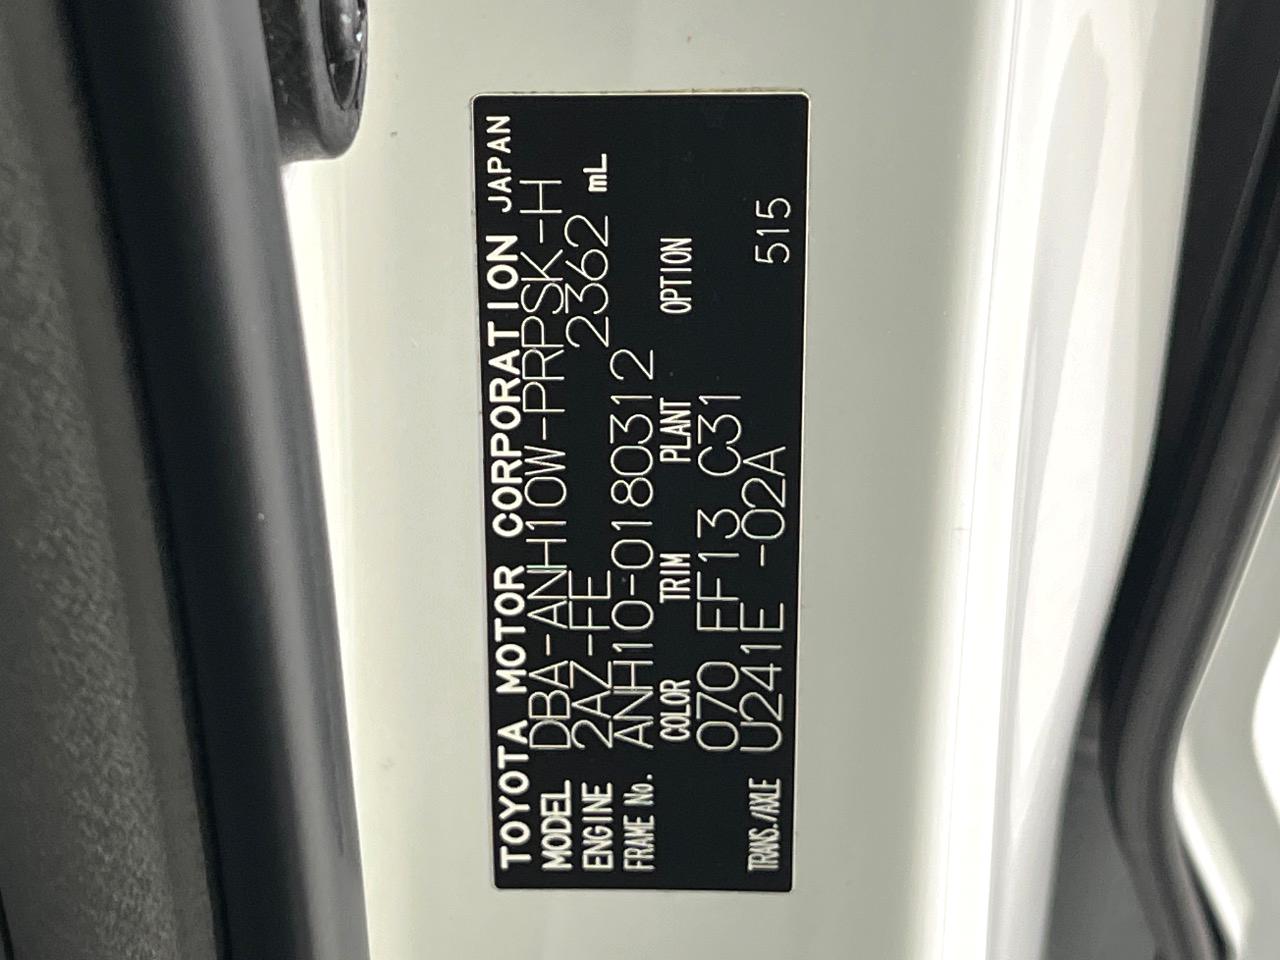 TOYOTA MOTOR CORPORATION JAPAN
MODEL DBA-ANH10W-PRPSK-H
ENGINE 2AZ-FE 2362 mL
FRAME No. ANH10-0180312
COLOR TRIM PLANT OPTION
070 FF13 C31
TRANS./AXLE U241E -02A 515